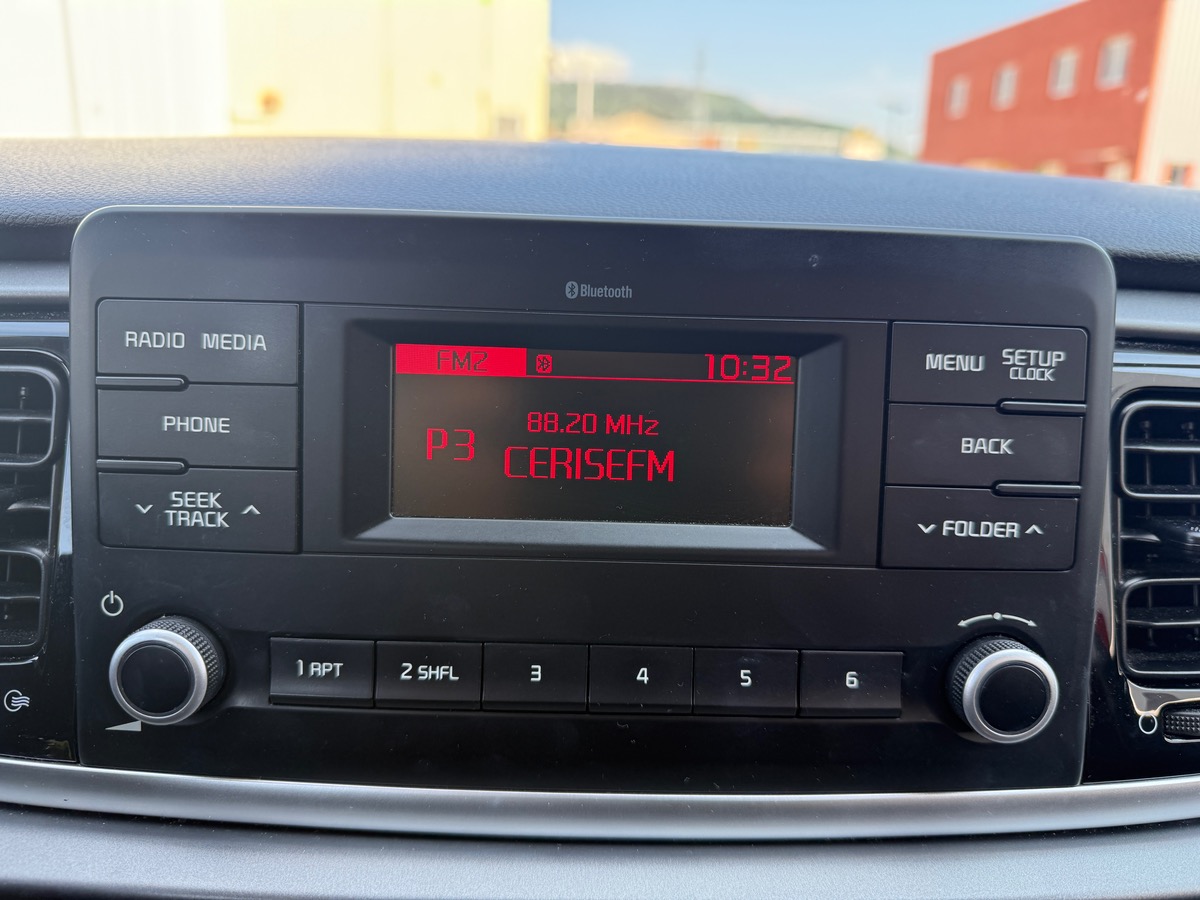 Bluetooth
RADIO MEDIA
PHONE
SEEK
TRACK
FM2 10:32
88.20 MHz
P3
CERISEFM
MENU SETUP
CLOCK
BACK
FOLDER
1 RPT 2 SHFL 3 4 5 6